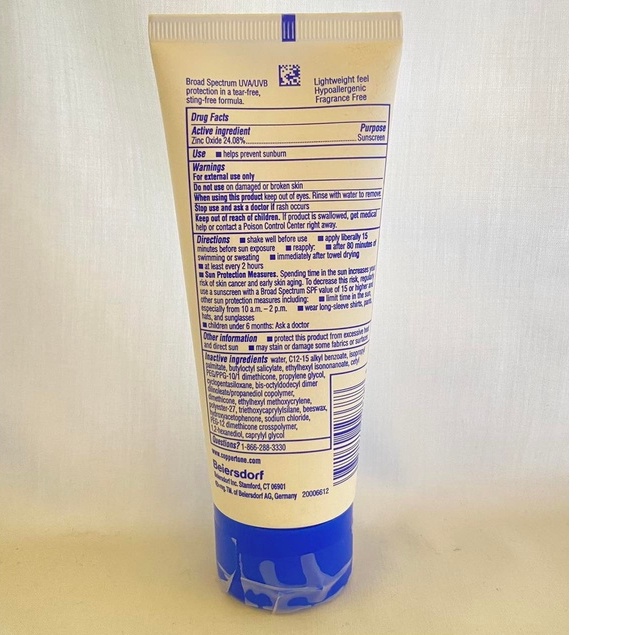 Broad Spectrum UVA/UVB
protection in a tear-free,
sting-free formula.
Lightweight feel
Hypoallergenic
Fragrance Free
Drug Facts
Active ingredient Purpose
Zinc Oxide 24.08%..........Sunscreen
Use ■ helps prevent sunburn
Warnings
For external use only
Do not use on damaged or broken skin
When using this product keep out of eyes. Rinse with water to remove
Stop use and ask a doctor if rash occurs
Keep out of reach of children. If product is swallowed, get medical
help or contact a Poison Control Center right away.
Directions ■ shake well before use ■ apply liberally 15
minutes before sun exposure ■ reapply: ■ after 80 minutes of
swimming or sweating ■ immediately after towel drying
■ at least every 2 hours
■ Sun Protection Measures. Spending time in the sun increases your
risk of skin cancer and early skin aging. To decrease this risk, regularly
use a sunscreen with a Broad Spectrum SPF value of 15 or higher and
other sun protection measures including: ■ limit time in the sun,
especially from 10 a.m. – 2 p.m. ■ wear long-sleeve shirts, pants,
hats, and sunglasses
■ children under 6 months: Ask a doctor
Other information ■ protect this product from excessive heat
and direct sun ■ may stain or damage some fabrics or surfaces
Inactive ingredients water, C12-15 alkyl benzoate, isopropyl
palmitate, butyloctyl salicylate, ethylhexyl isononanoate, cetyl
PEG/PPG-10/1 dimethicone, propylene glycol,
cyclopentasiloxane, bis-octyldodecyl dimer
dilinoleate/propanediol copolymer,
dimethicone, ethylhexyl methoxycrylene,
polyester-27, triethoxycaprylylsilane, beeswax,
hydroxyacetophenone, sodium chloride,
PEG-12 dimethicone crosspolymer,
1,2-hexanediol, caprylyl glycol
Questions? 1-866-288-3330
www.coppertone.com
Beiersdorf
Beiersdorf Inc. Stamford, CT 06901
TM. of Beiersdorf AG, Germany 20006612